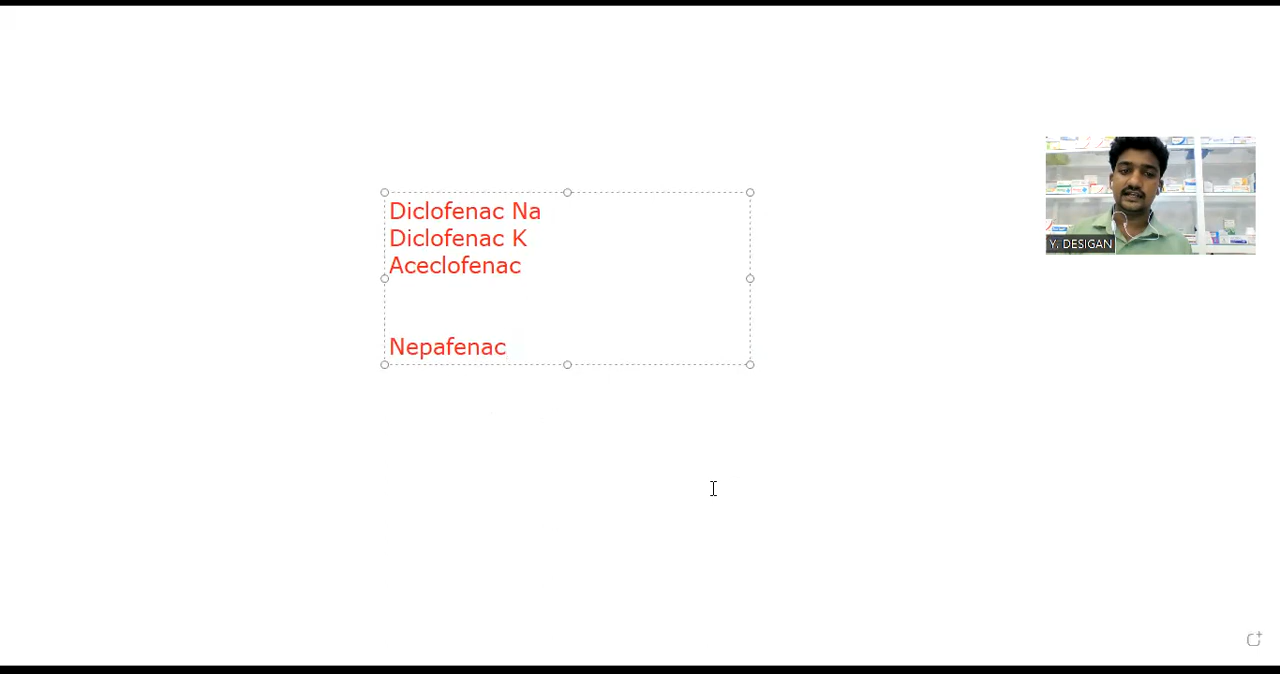 Diclofenac Na
Diclofenac K
Aceclofenac
Nepafenac
Y. DESIGAN